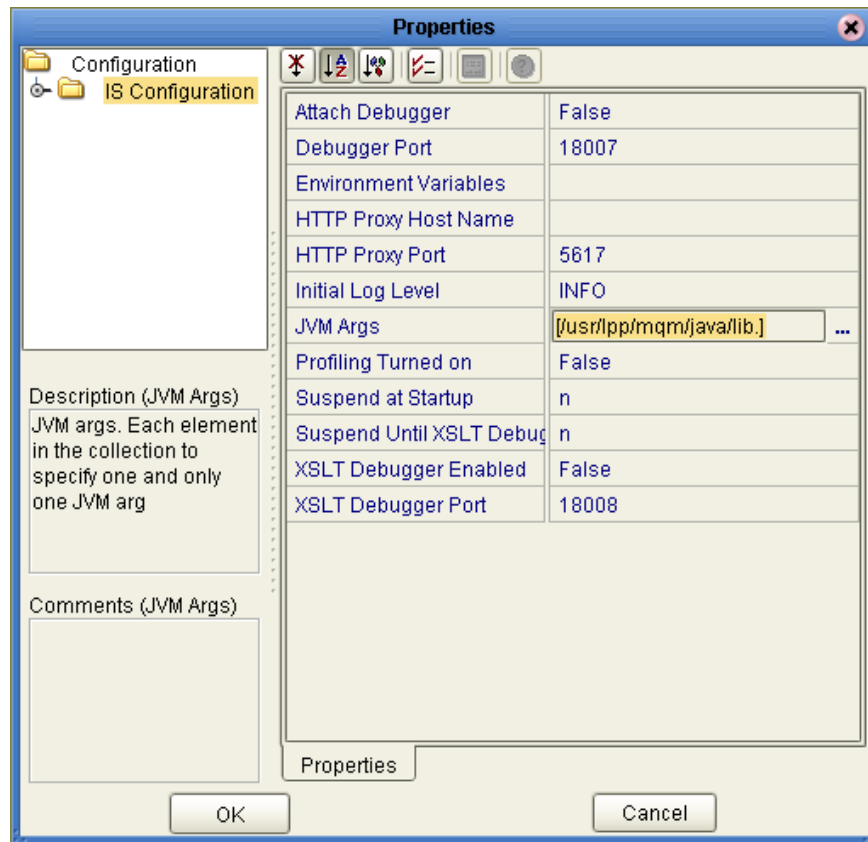 Properties
Configuration
IS Configuration
Attach Debugger False
Debugger Port 18007
Environment Variables
HTTP Proxy Host Name
HTTP Proxy Port 5617
Initial Log Level INFO
JVM Args [/usr/lpp/mqm/java/lib.] ...
Profiling Turned on False
Suspend at Startup n
Suspend Until XSLT Debug n
XSLT Debugger Enabled False
XSLT Debugger Port 18008
Description (JVM Args)
JVM args. Each element
in the collection to
specify one and only
one JVM arg
Comments (JVM Args)
Properties
OK Cancel